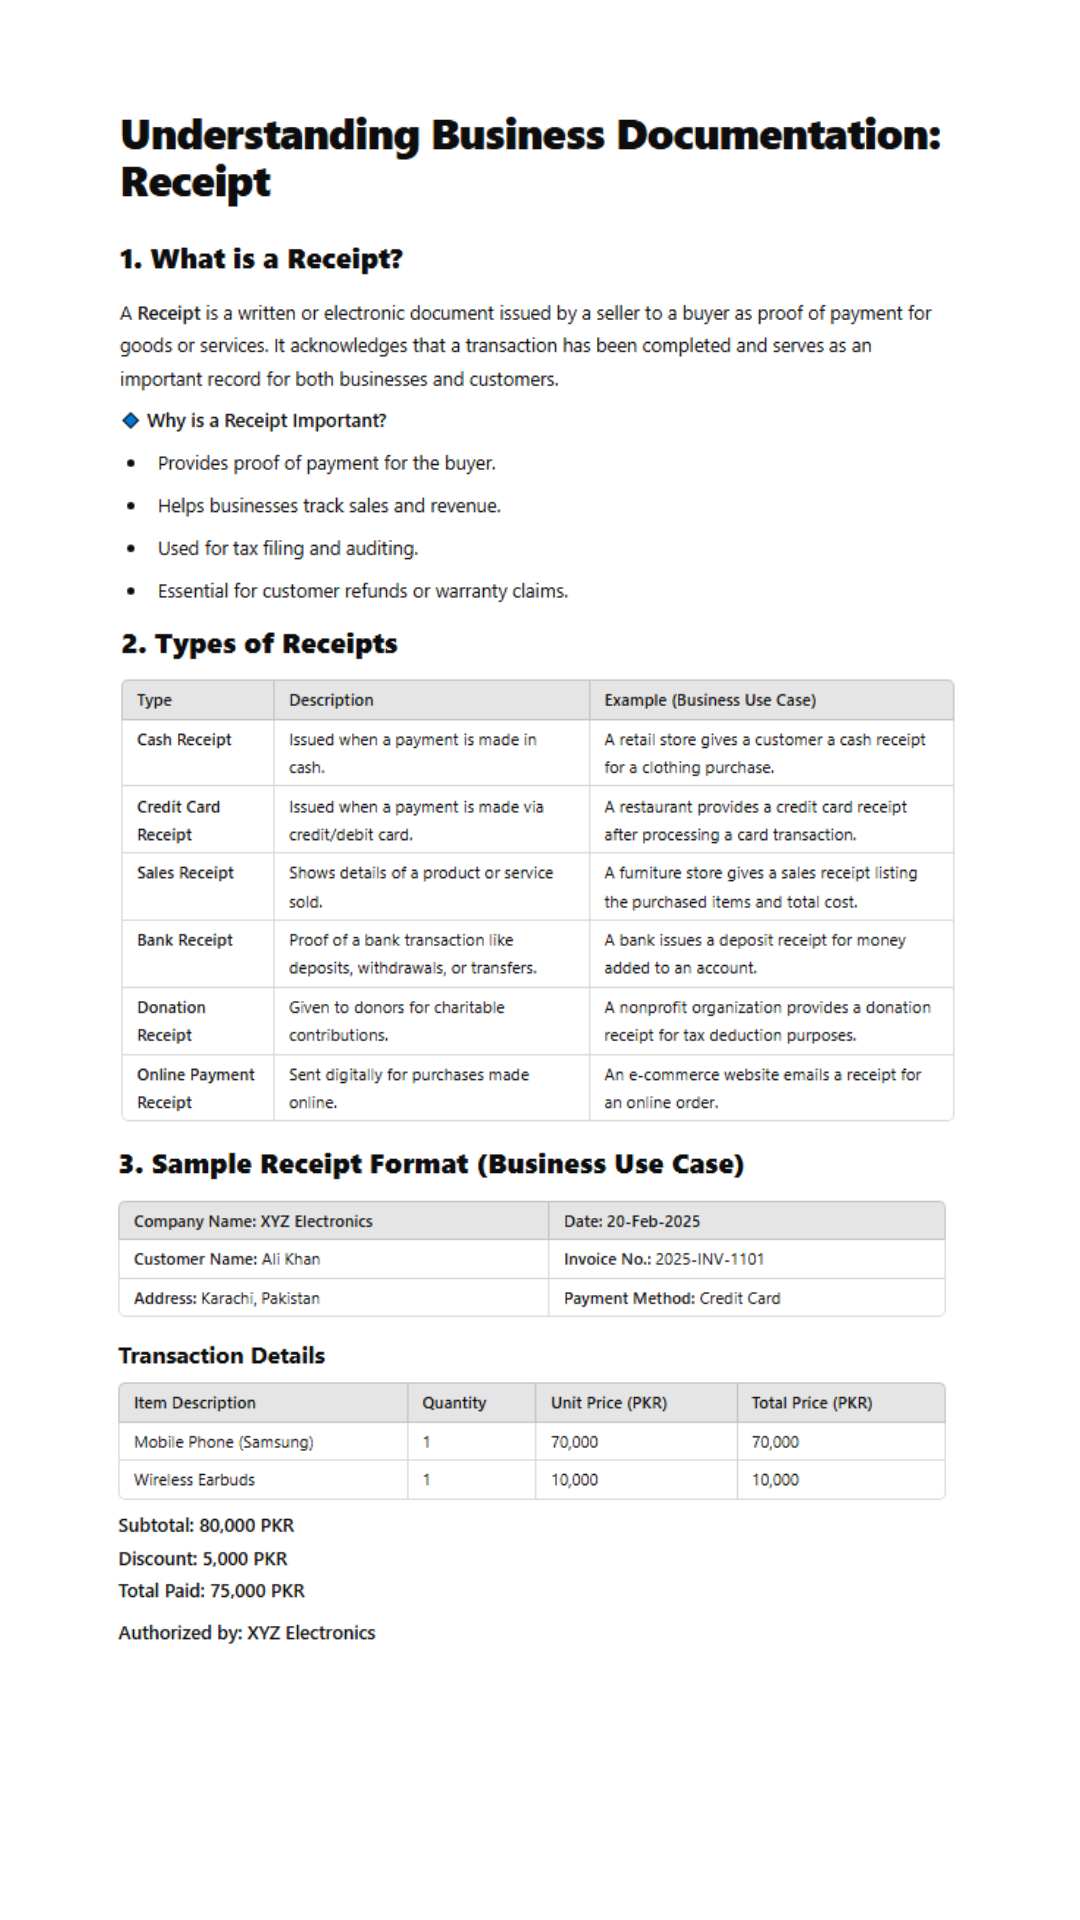 Understanding Business Documentation:
Receipt
1. What is a Receipt?
A Receipt is a written or electronic document issued by a seller to a buyer as proof of payment for
goods or services. It acknowledges that a transaction has been completed and serves as an
important record for both businesses and customers.
Why is a Receipt Important?
• Provides proof of payment for the buyer.
• Helps businesses track sales and revenue.
• Used for tax filing and auditing.
• Essential for customer refunds or warranty claims.
2. Types of Receipts
Type Description Example (Business Use Case)
Cash Receipt Issued when a payment is made in A retail store gives a customer a cash receipt
cash. for a clothing purchase.
Credit Card Issued when a payment is made via A restaurant provides a credit card receipt
Receipt credit/debit card. after processing a card transaction.
Sales Receipt Shows details of a product or service A furniture store gives a sales receipt listing
sold. the purchased items and total cost.
Bank Receipt Proof of a bank transaction like A bank issues a deposit receipt for money
deposits, withdrawals, or transfers. added to an account.
Donation Given to donors for charitable A nonprofit organization provides a donation
Receipt contributions. receipt for tax deduction purposes.
Online Payment Sent digitally for purchases made An e-commerce website emails a receipt for
Receipt online. an online order.
3. Sample Receipt Format (Business Use Case)
Company Name: XYZ Electronics Date: 20-Feb-2025
Customer Name: Ali Khan Invoice No.: 2025-INV-1101
Address: Karachi, Pakistan Payment Method: Credit Card
Transaction Details
Item Description Quantity Unit Price (PKR) Total Price (PKR)
Mobile Phone (Samsung) 1 70,000 70,000
Wireless Earbuds 1 10,000 10,000
Subtotal: 80,000 PKR
Discount: 5,000 PKR
Total Paid: 75,000 PKR
Authorized by: XYZ Electronics